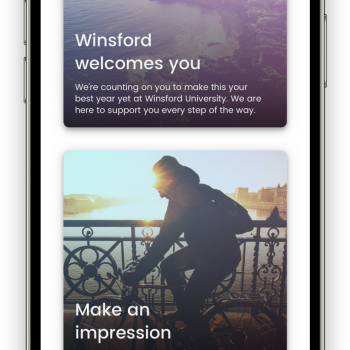 Winsford
welcomes you
We're counting on you to make this your
best year yet at Winsford University. We are
here to support you every step of the way.
Make an
impression